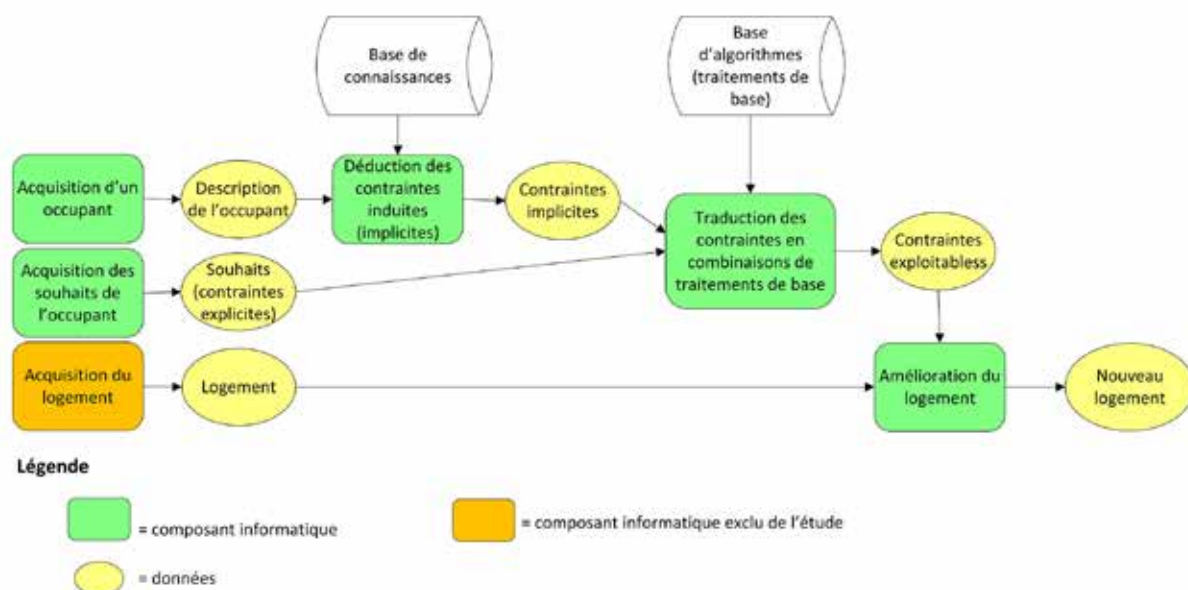 Base de
connaissances
Base
d'algorithmes
(traitements de
base)
Acquisition d'un
occupant
Description
de l'occupant
Déduction des
contraintes
induites
(implicites)
Contraintes
implicites
Traduction des
contraintes en
combinaisons de
traitements de base
Contraintes
exploitabless
Acquisition des
souhaits de
l'occupant
Souhaits
(contraintes
explicites)
Acquisition du
logement
Logement
Amélioration du
logement
Nouveau
logement
Légende
= composant informatique
= composant informatique exclu de l'étude
= données